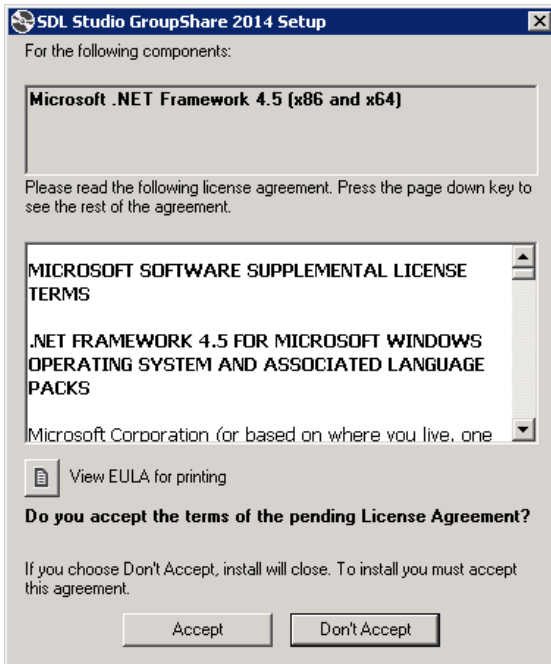 SDL Studio GroupShare 2014 Setup
For the following components:
Microsoft .NET Framework 4.5 (x86 and x64)
Please read the following license agreement. Press the page down key to
see the rest of the agreement.
MICROSOFT SOFTWARE SUPPLEMENTAL LICENSE
TERMS
.NET FRAMEWORK 4.5 FOR MICROSOFT WINDOWS
OPERATING SYSTEM AND ASSOCIATED LANGUAGE
PACKS
Microsoft Corporation (or based on where you live, one
View EULA for printing
Do you accept the terms of the pending License Agreement?
If you choose Don't Accept, install will close. To install you must accept
this agreement.
Accept
Don't Accept